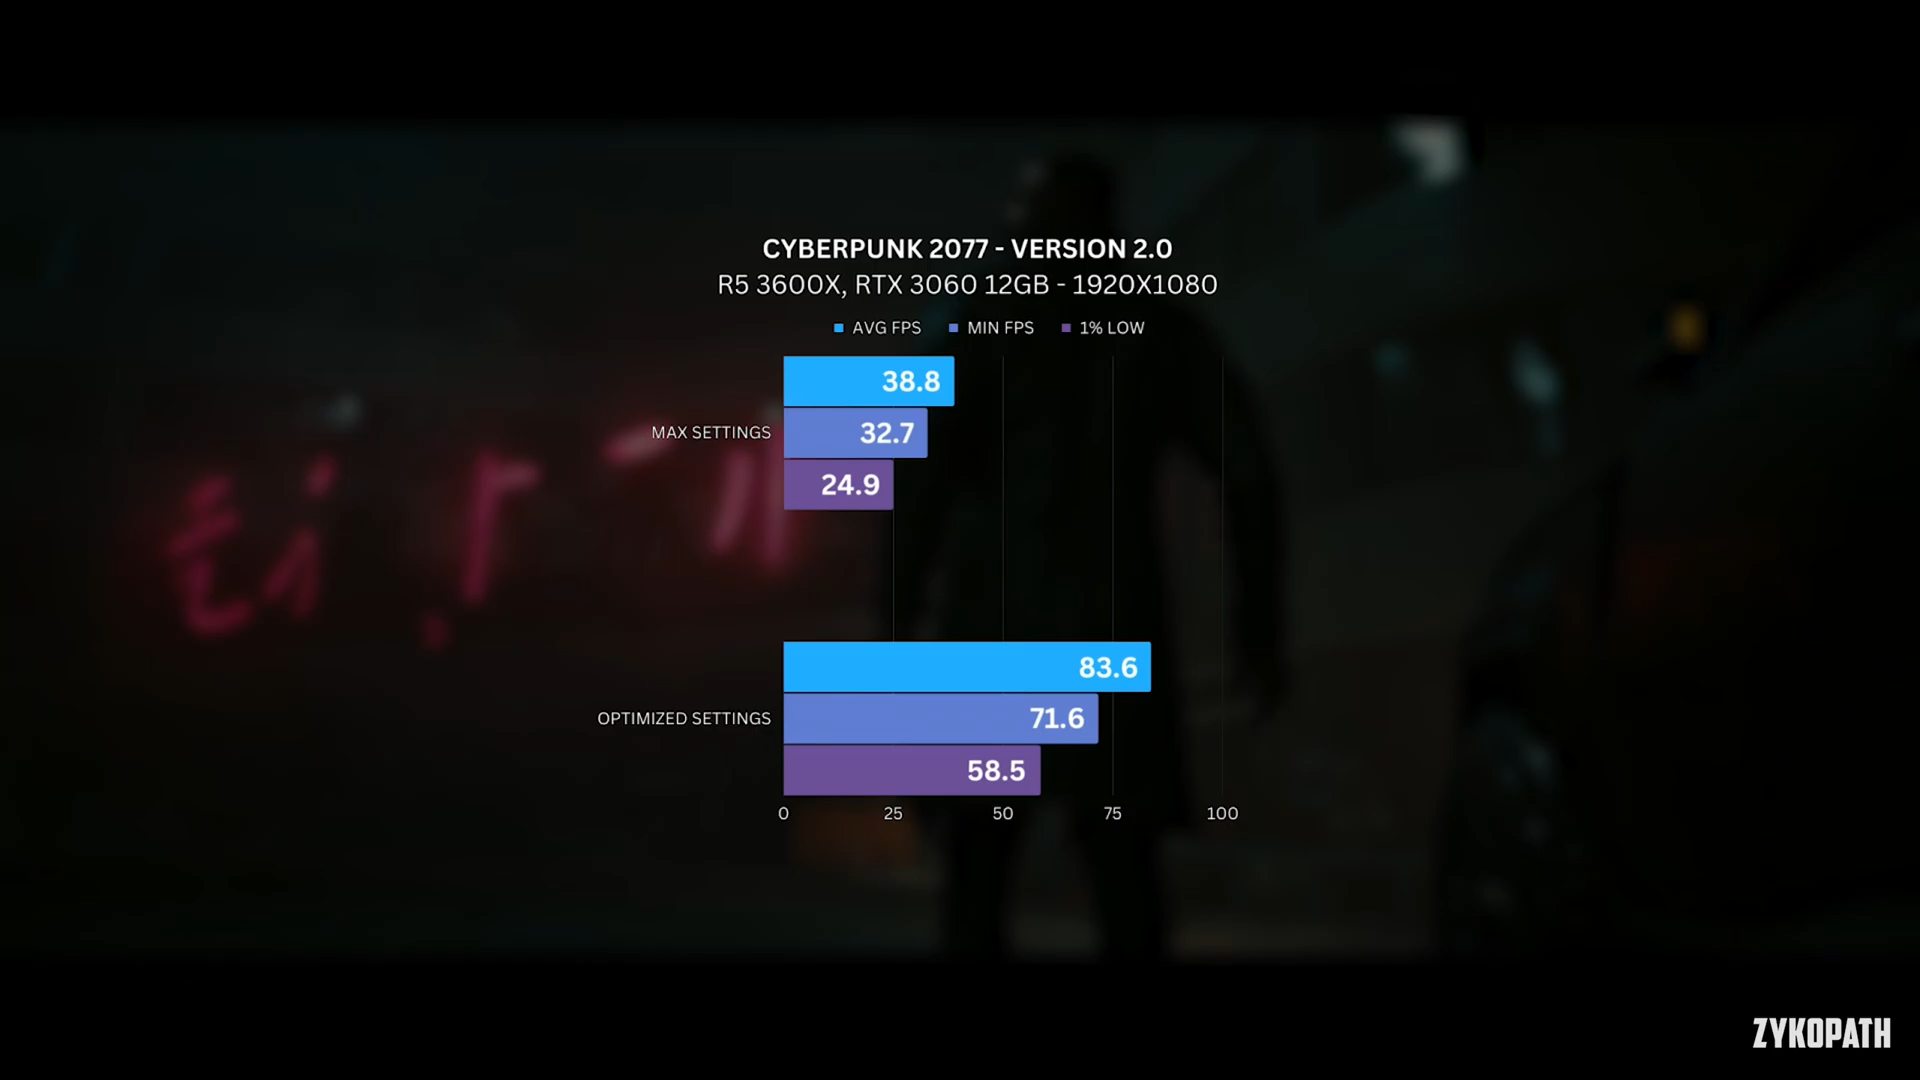 CYBERPUNK 2077 - VERSION 2.0
R5 3600X, RTX 3060 12GB - 1920X1080
AVG FPS MIN FPS 1% LOW
38.8
MAX SETTINGS 32.7
24.9
83.6
OPTIMIZED SETTINGS 71.6
58.5
0 25 50 75 100
ZYKOPATH